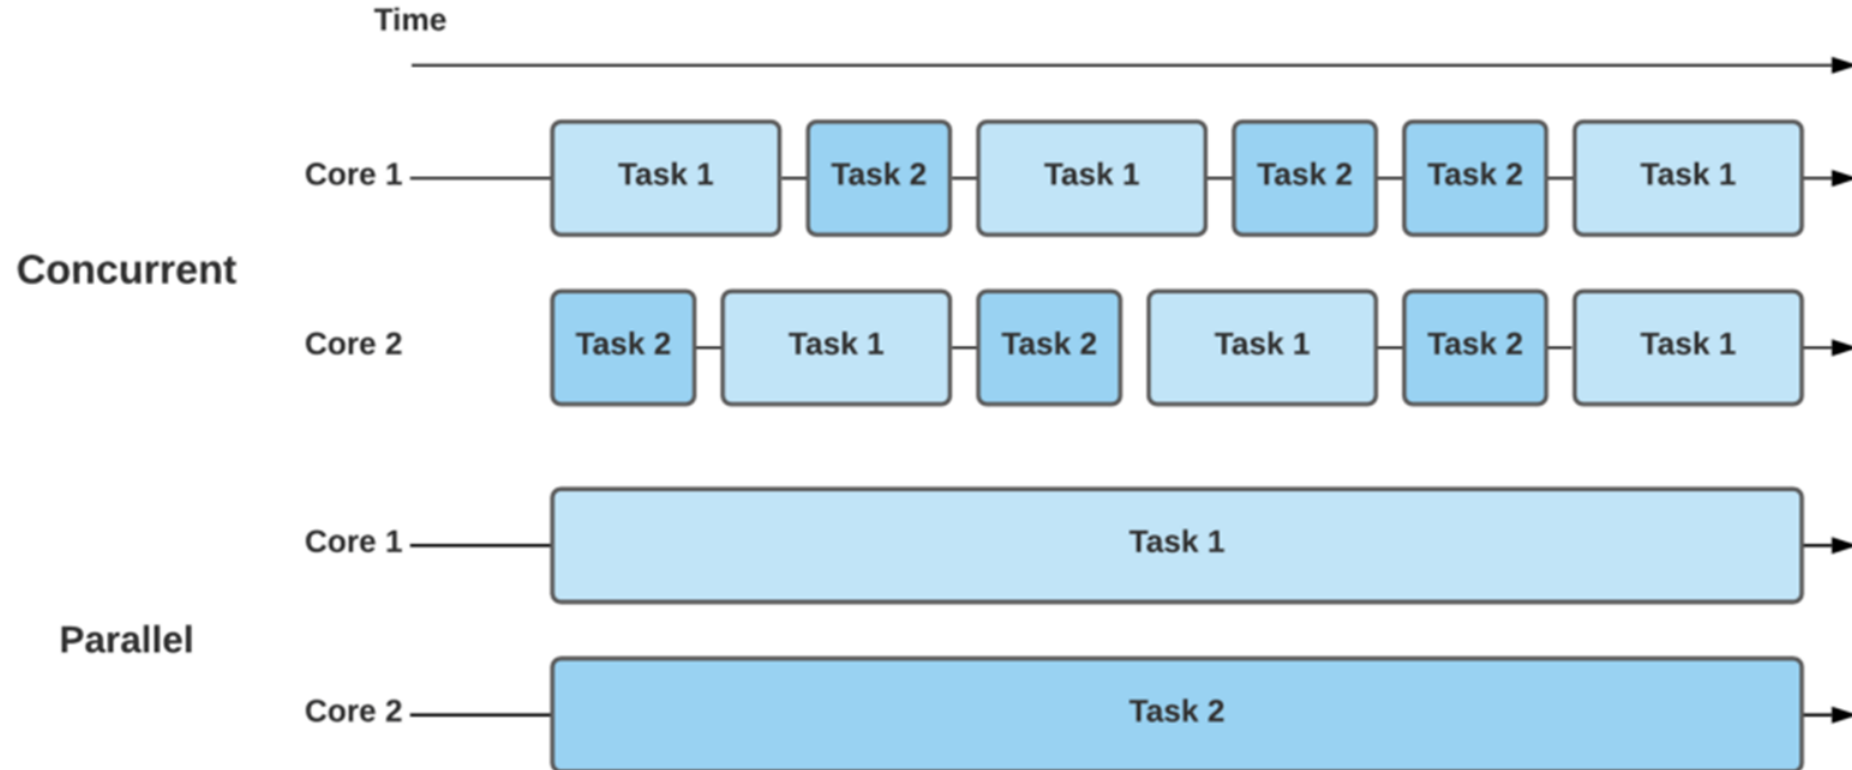 Time
Core 1 Task 1 Task 2 Task 1 Task 2 Task 2 Task 1
Concurrent
Core 2 Task 2 Task 1 Task 2 Task 1 Task 2 Task 1
Core 1 Task 1
Parallel
Core 2 Task 2